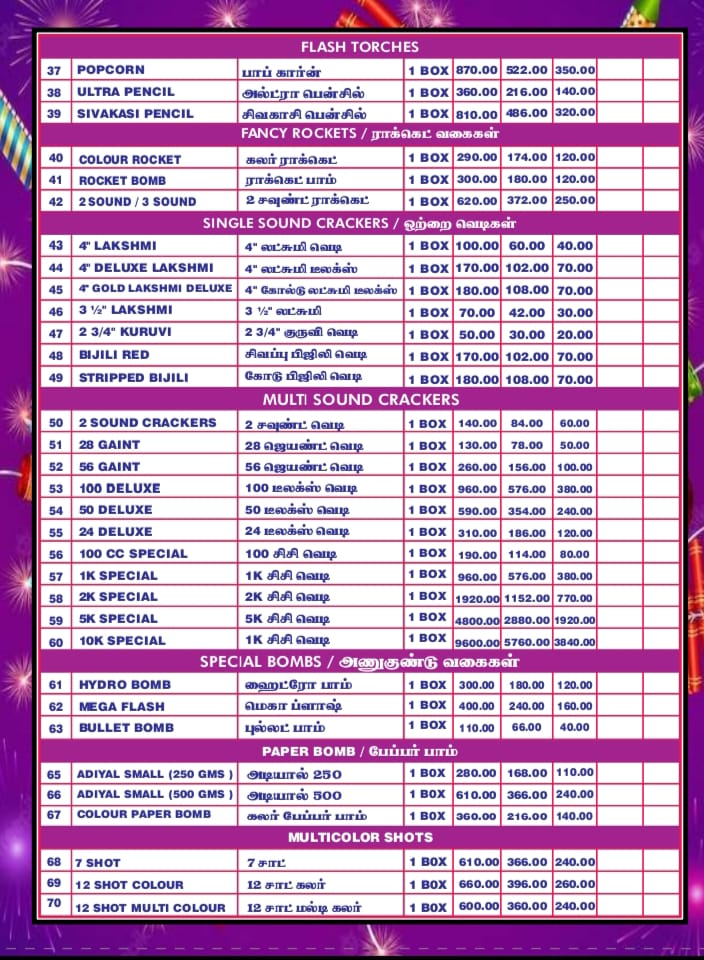 FLASH TORCHES
37 POPCORN பாப் கார்ன் 1 BOX 870.00 522.00 350.00
38 ULTRA PENCIL அல்ட்ரா பென்சில் 1 BOX 360.00 216.00 140.00
39 SIVAKASI PENCIL சிவகாசி பென்சில் 1 BOX 810.00 486.00 320.00
FANCY ROCKETS / ராக்கெட் வகைகள்
40 COLOUR ROCKET கலர் ராக்கெட் 1 BOX 290.00 174.00 120.00
41 ROCKET BOMB ராக்கெட் பாம் 1 BOX 300.00 180.00 120.00
42 2 SOUND / 3 SOUND 2 சவுண்ட் ராக்கெட் 1 BOX 620.00 372.00 250.00
SINGLE SOUND CRACKERS / ஒற்றை வெடிகள்
43 4" LAKSHMI 4" லட்சுமி வெடி 1 BOX 100.00 60.00 40.00
44 4" DELUXE LAKSHMI 4" லட்சுமி டீலக்ஸ் 1 BOX 170.00 102.00 70.00
45 4" GOLD LAKSHMI DELUXE 4" கோல்டு லட்சுமி டீலக்ஸ் 1 BOX 180.00 108.00 70.00
46 3 ½" LAKSHMI 3 ½" லட்சுமி 1 BOX 70.00 42.00 30.00
47 2 3/4" KURUVI 2 3/4" குருவி வெடி 1 BOX 50.00 30.00 20.00
48 BIJILI RED சிவப்பு பிஜிலி வெடி 1 BOX 170.00 102.00 70.00
49 STRIPPED BIJILI கோடு பிஜிலி வெடி 1 BOX 180.00 108.00 70.00
MULTI SOUND CRACKERS
50 2 SOUND CRACKERS 2 சவுண்ட் வெடி 1 BOX 140.00 84.00 60.00
51 28 GAINT 28 ஜெயண்ட் வெடி 1 BOX 130.00 78.00 50.00
52 56 GAINT 56 ஜெயண்ட் வெடி 1 BOX 260.00 156.00 100.00
53 100 DELUXE 100 டீலக்ஸ் வெடி 1 BOX 960.00 576.00 380.00
54 50 DELUXE 50 டீலக்ஸ் வெடி 1 BOX 590.00 354.00 240.00
55 24 DELUXE 24 டீலக்ஸ் வெடி 1 BOX 310.00 186.00 120.00
56 100 CC SPECIAL 100 சிசி வெடி 1 BOX 190.00 114.00 80.00
57 1K SPECIAL 1K சிசி வெடி 1 BOX 960.00 576.00 380.00
58 2K SPECIAL 2K சிசி வெடி 1 BOX 1920.00 1152.00 770.00
59 5K SPECIAL 5K சிசி வெடி 1 BOX 4800.00 2880.00 1920.00
60 10K SPECIAL 1K சிசி வெடி 1 BOX 9600.00 5760.00 3840.00
SPECIAL BOMBS / அணுகுண்டு வகைகள்
61 HYDRO BOMB ஹைட்ரோ பாம் 1 BOX 300.00 180.00 120.00
62 MEGA FLASH மெகா ப்ளாஷ் 1 BOX 400.00 240.00 160.00
63 BULLET BOMB புல்லட் பாம் 1 BOX 110.00 66.00 40.00
PAPER BOMB / பேப்பர் பாம்
65 ADIYAL SMALL (250 GMS ) அடியால் 250 1 BOX 280.00 168.00 110.00
66 ADIYAL SMALL (500 GMS ) அடியால் 500 1 BOX 610.00 366.00 240.00
67 COLOUR PAPER BOMB கலர் பேப்பர் பாம் 1 BOX 360.00 216.00 140.00
MULTICOLOR SHOTS
68 7 SHOT 7 சாட் 1 BOX 610.00 366.00 240.00
69 12 SHOT COLOUR 12 சாட் கலர் 1 BOX 660.00 396.00 260.00
70 12 SHOT MULTI COLOUR 12 சாட் மல்டி கலர் 1 BOX 600.00 360.00 240.00